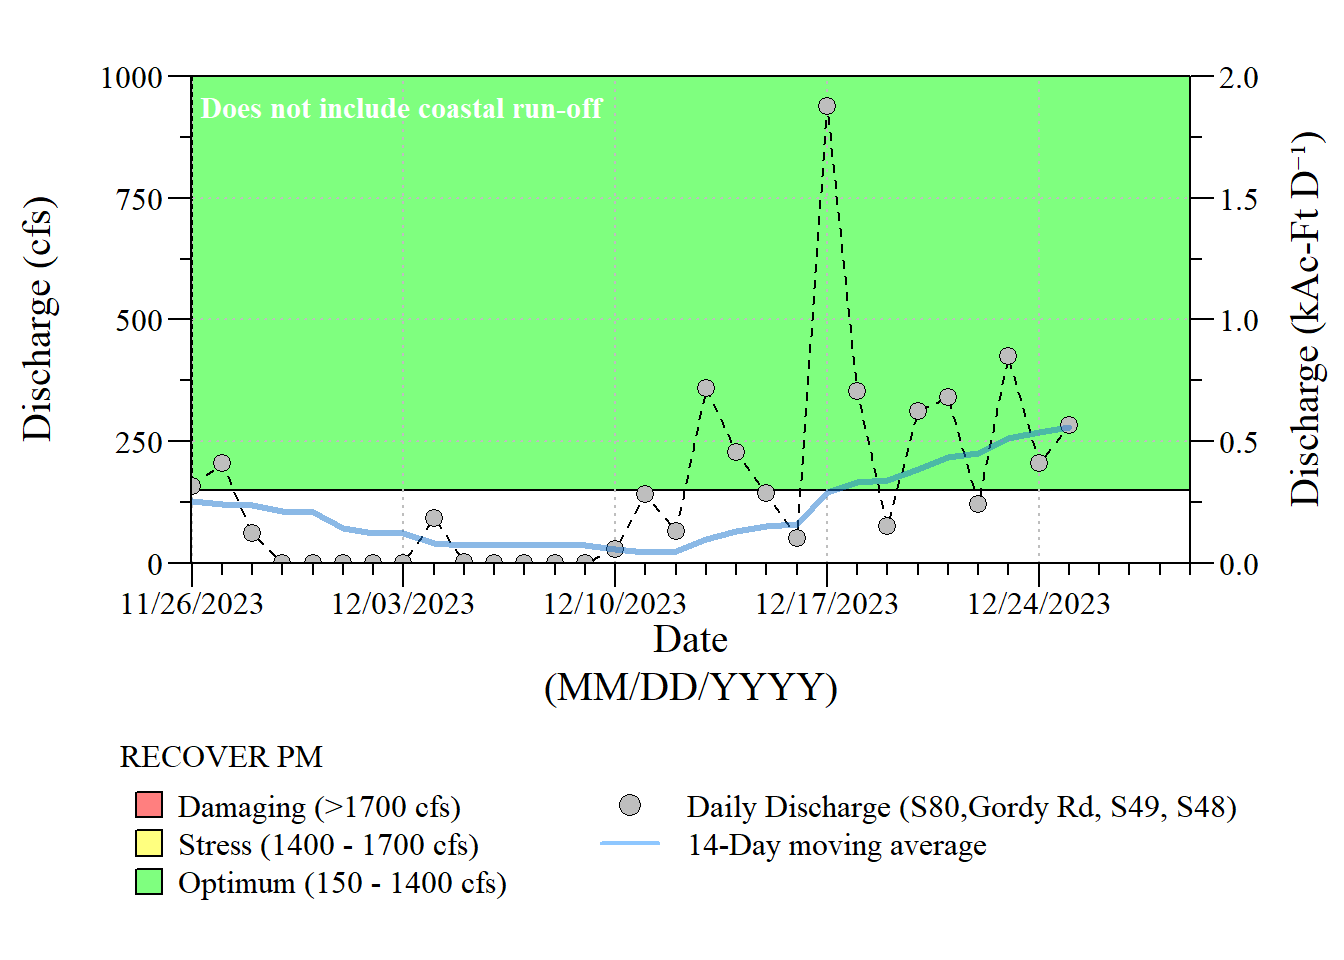 Does not include coastal run-off
1000
750
500
250
0
Discharge (cfs)
2.0
1.5
1.0
0.5
0.0
Discharge (kAc-Ft D⁻¹)
11/26/2023 12/03/2023 12/10/2023 12/17/2023 12/24/2023
Date
(MM/DD/YYYY)
RECOVER PM
Damaging (>1700 cfs)
Stress (1400 - 1700 cfs)
Optimum (150 - 1400 cfs)
Daily Discharge (S80,Gordy Rd, S49, S48)
14-Day moving average